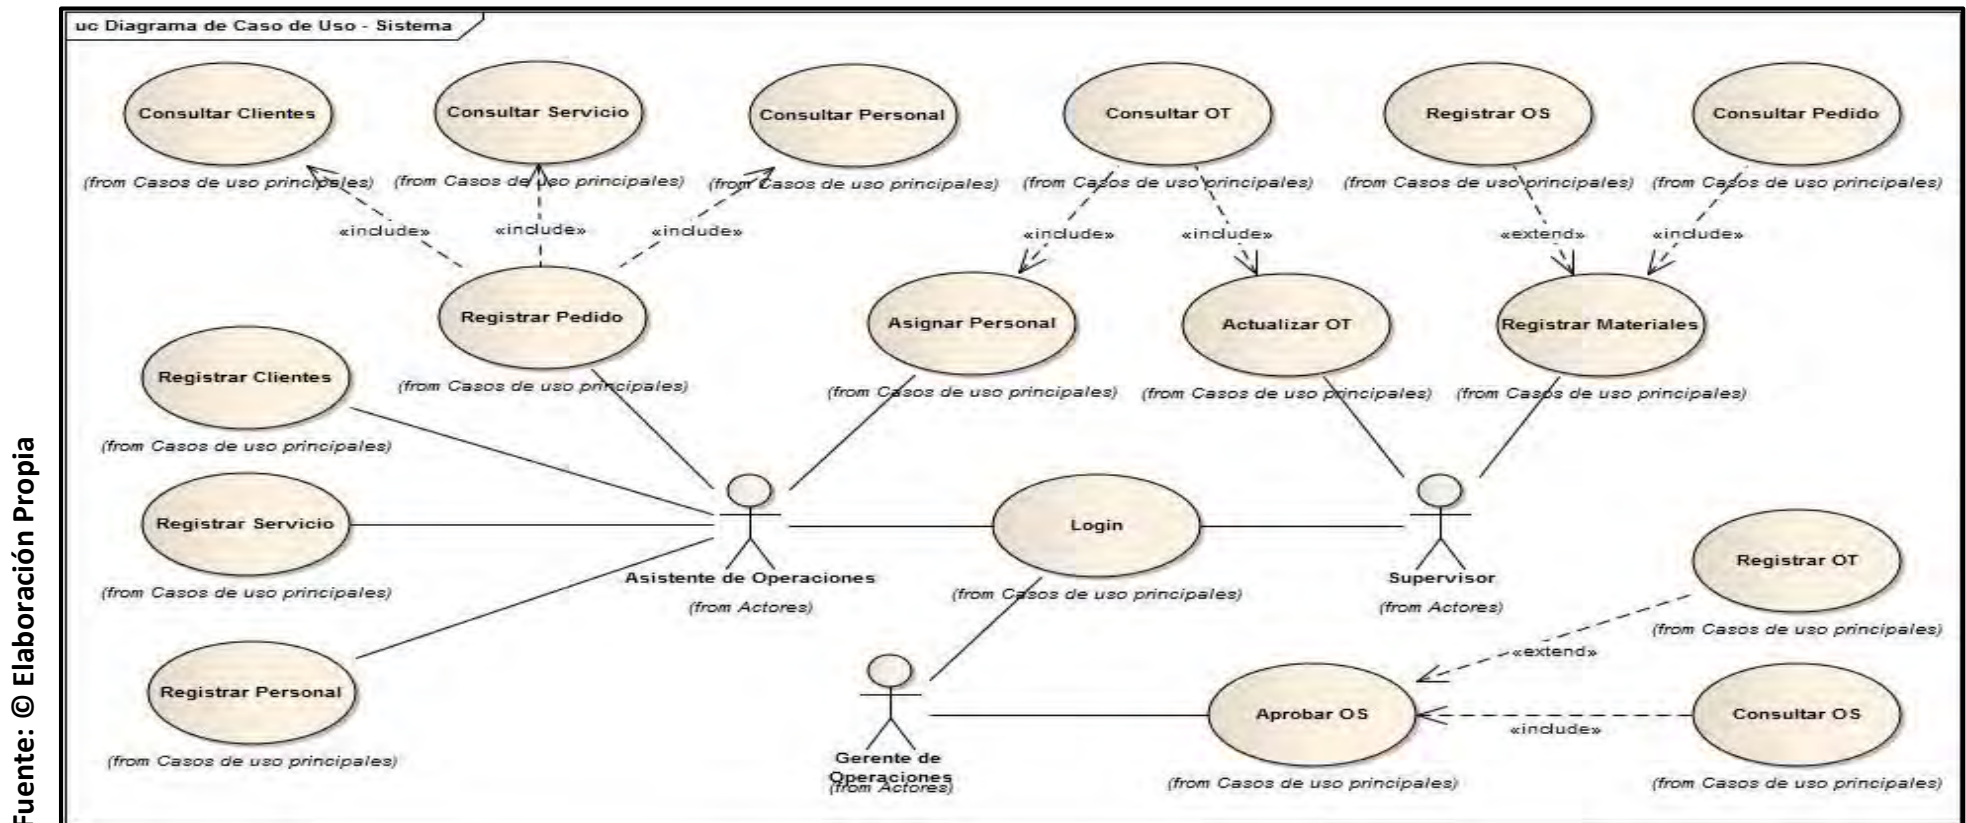 uc Diagrama de Caso de Uso - Sistema
Consultar Clientes
(from Casos de uso principales)
Consultar Servicio
(from Casos de uso principales)
Consultar Personal
(from Casos de uso principales)
Consultar OT
(from Casos de uso principales)
Registrar OS
(from Casos de uso principales)
Consultar Pedido
(from Casos de uso principales)
«include»
«include»
«include»
«include»
«include»
«extend»
«include»
Registrar Pedido
(from Casos de uso principales)
Asignar Personal
(from Casos de uso principales)
Actualizar OT
(from Casos de uso principales)
Registrar Materiales
(from Casos de uso principales)
Registrar Clientes
(from Casos de uso principales)
Registrar Servicio
(from Casos de uso principales)
Asistente de Operaciones
(from Actores)
Login
(from Casos de uso principales)
Supervisor
(from Actores)
Registrar OT
(from Casos de uso principales)
«extend»
Registrar Personal
(from Casos de uso principales)
Gerente de
Operaciones
(from Actores)
Aprobar OS
(from Casos de uso principales)
«include»
Consultar OS
(from Casos de uso principales)
Fuente: © Elaboración Propia